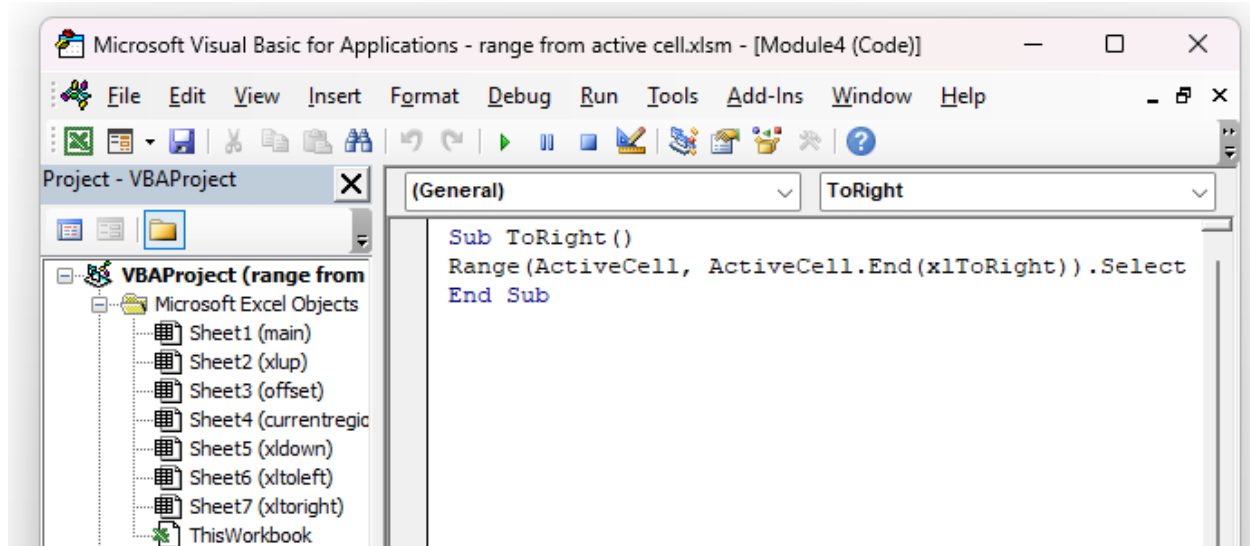 Microsoft Visual Basic for Applications - range from active cell.xlsm - [Module4 (Code)]
File Edit View Insert Format Debug Run Tools Add-Ins Window Help
Project - VBAProject
(General) ToRight
VBAProject (range from
Microsoft Excel Objects
Sheet1 (main)
Sheet2 (xlup)
Sheet3 (offset)
Sheet4 (currentregio
Sheet5 (xldown)
Sheet6 (xltoleft)
Sheet7 (xltoright)
ThisWorkbook
Sub ToRight()
Range(ActiveCell, ActiveCell.End(xlToRight)).Select
End Sub